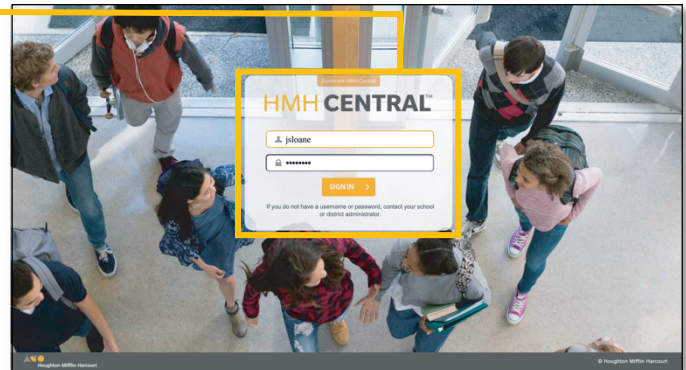 HMH CENTRAL™
jsloane
••••••••
SIGN IN >
If you do not have a username or password, contact your school
or district administrator.
Houghton Mifflin Harcourt
© Houghton Mifflin Harcourt